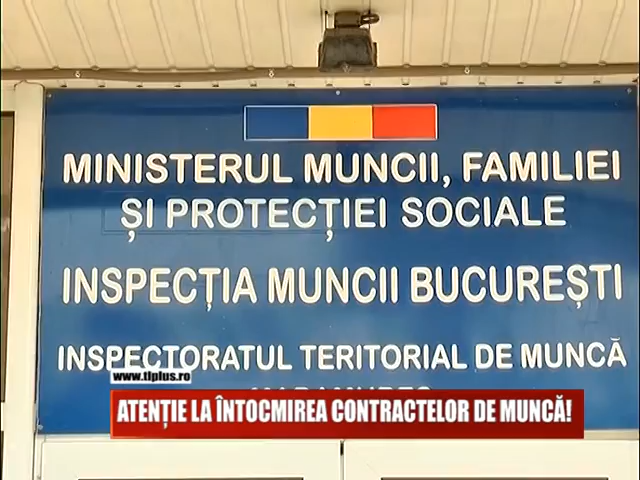 MINISTERUL MUNCII, FAMILIEI
ȘI PROTECȚIEI SOCIALE
INSPECȚIA MUNCII BUCUREȘTI
INSPECTORATUL TERITORIAL DE MUNCĂ
www.tlplus.ro
ATENȚIE LA ÎNTOCMIREA CONTRACTELOR DE MUNCĂ!